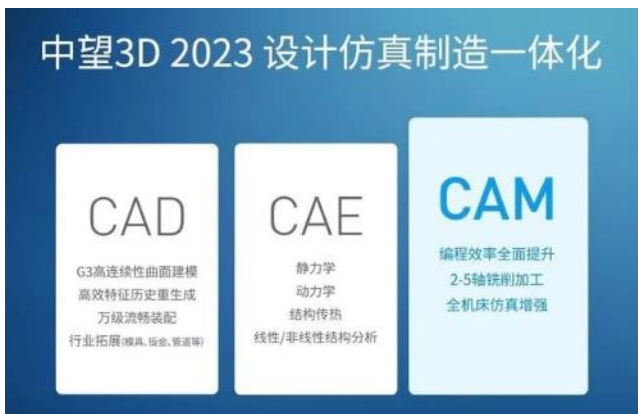 中望3D 2023 设计仿真制造一体化
CAD
G3高连续性曲面建模
高效特征历史重生成
万级流畅装配
行业拓展(模具、钣金、管道等)
CAE
静力学
动力学
结构传热
线性/非线性结构分析
CAM
编程效率全面提升
2-5轴铣削加工
全机床仿真增强